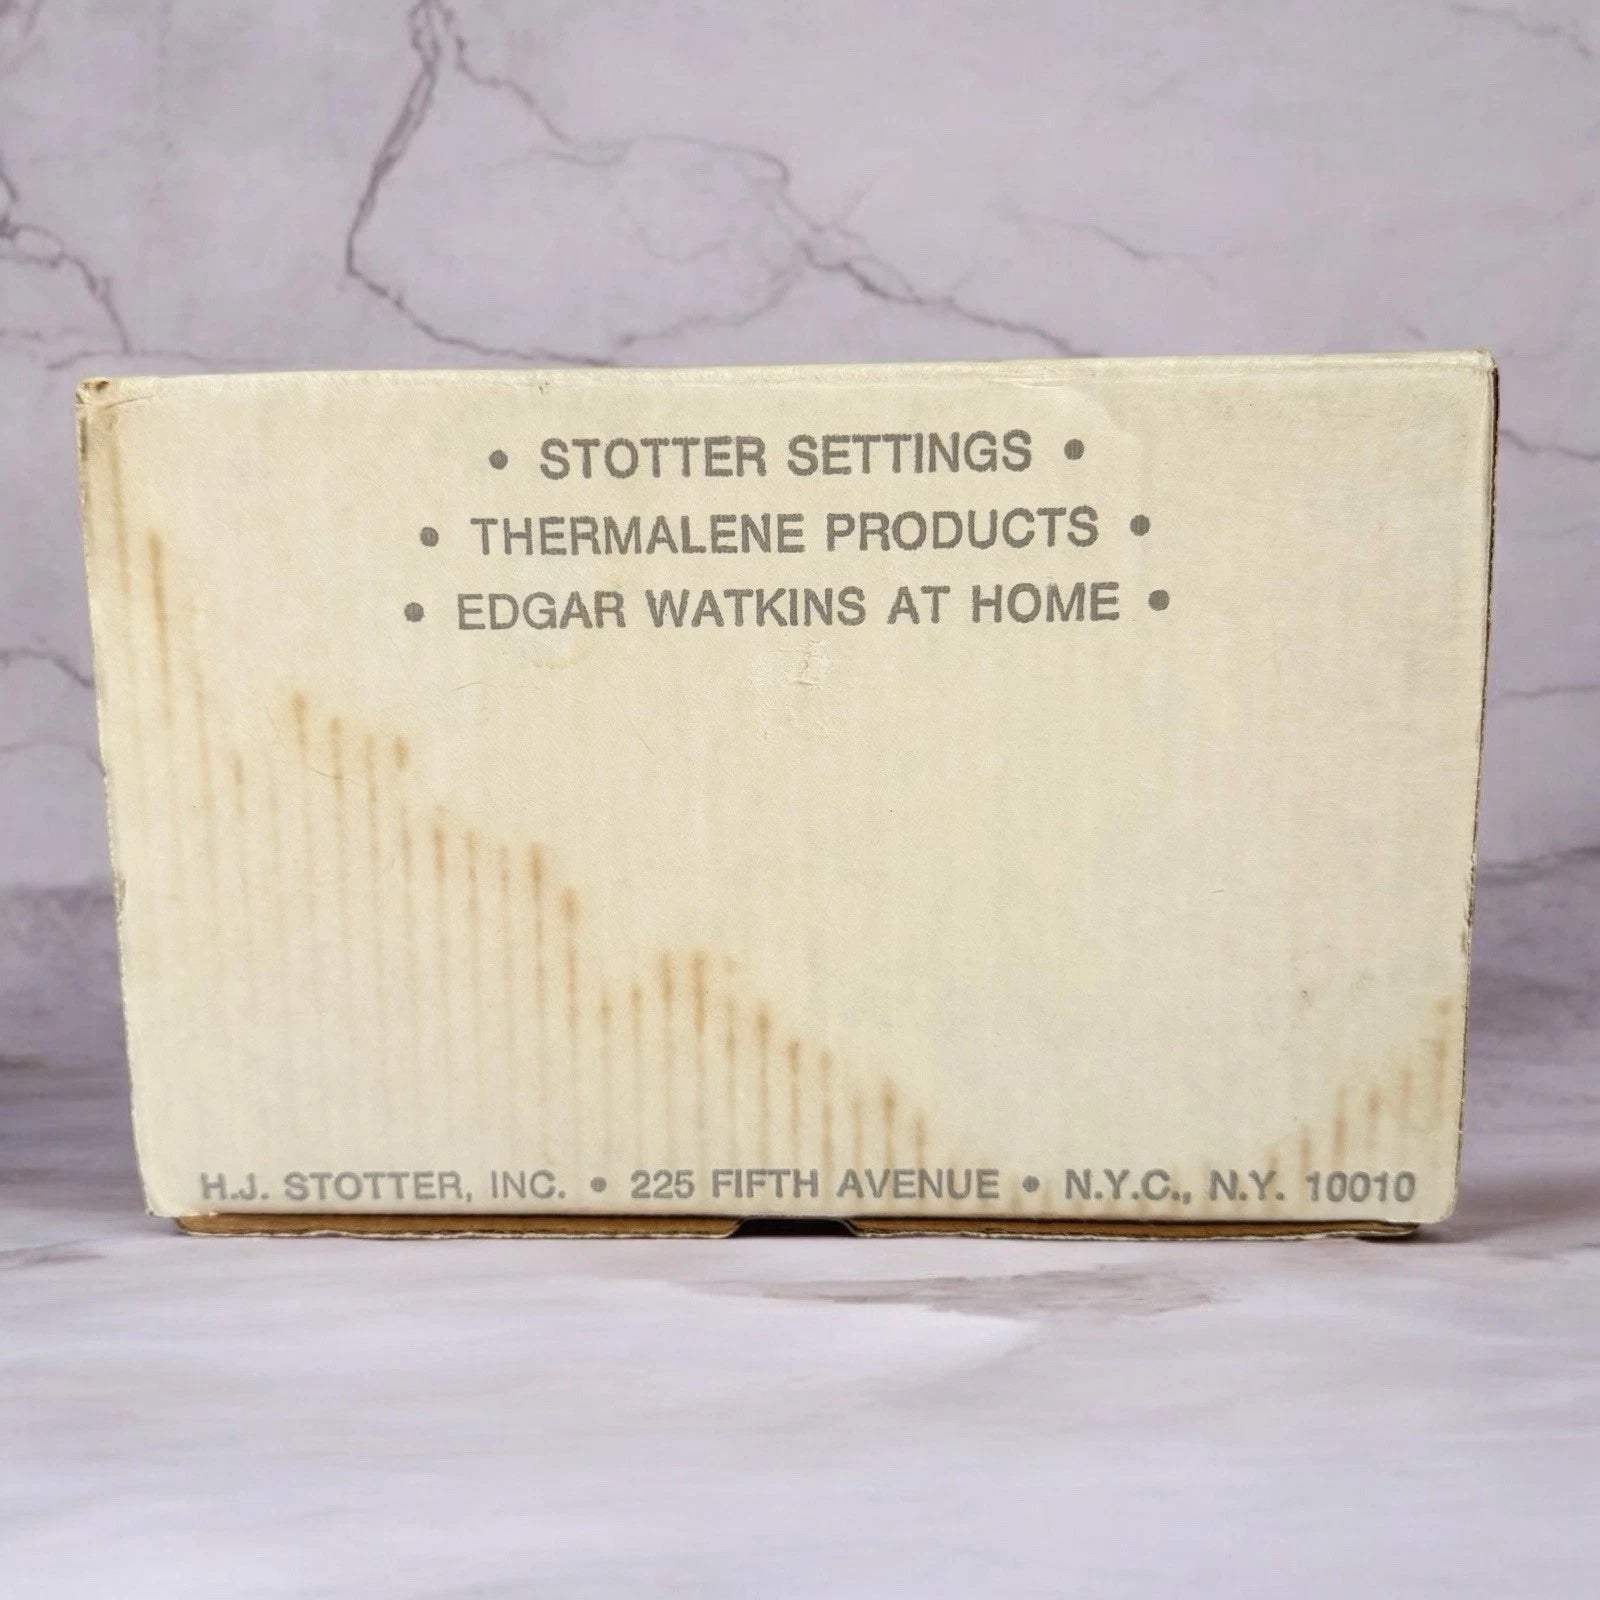 • STOTTER SETTINGS •
• THERMALENE PRODUCTS •
• EDGAR WATKINS AT HOME •
H.J. STOTTER, INC. • 225 FIFTH AVENUE • N.Y.C., N.Y. 10010